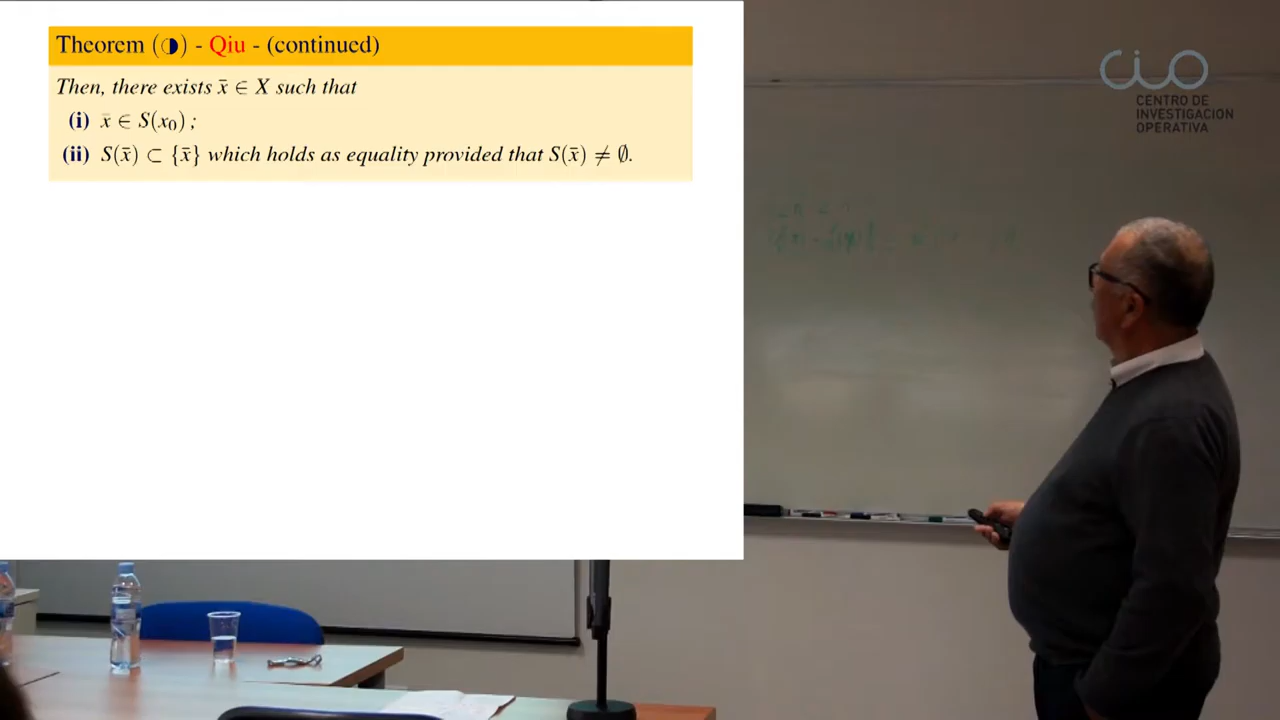 Theorem (◑) - Qiu - (continued)
Then, there exists x̄ ∈ X such that
(i) x̄ ∈ S(x₀) ;
(ii) S(x̄) ⊂ {x̄} which holds as equality provided that S(x̄) ≠ ∅.
CIO
CENTRO DE
INVESTIGACION
OPERATIVA